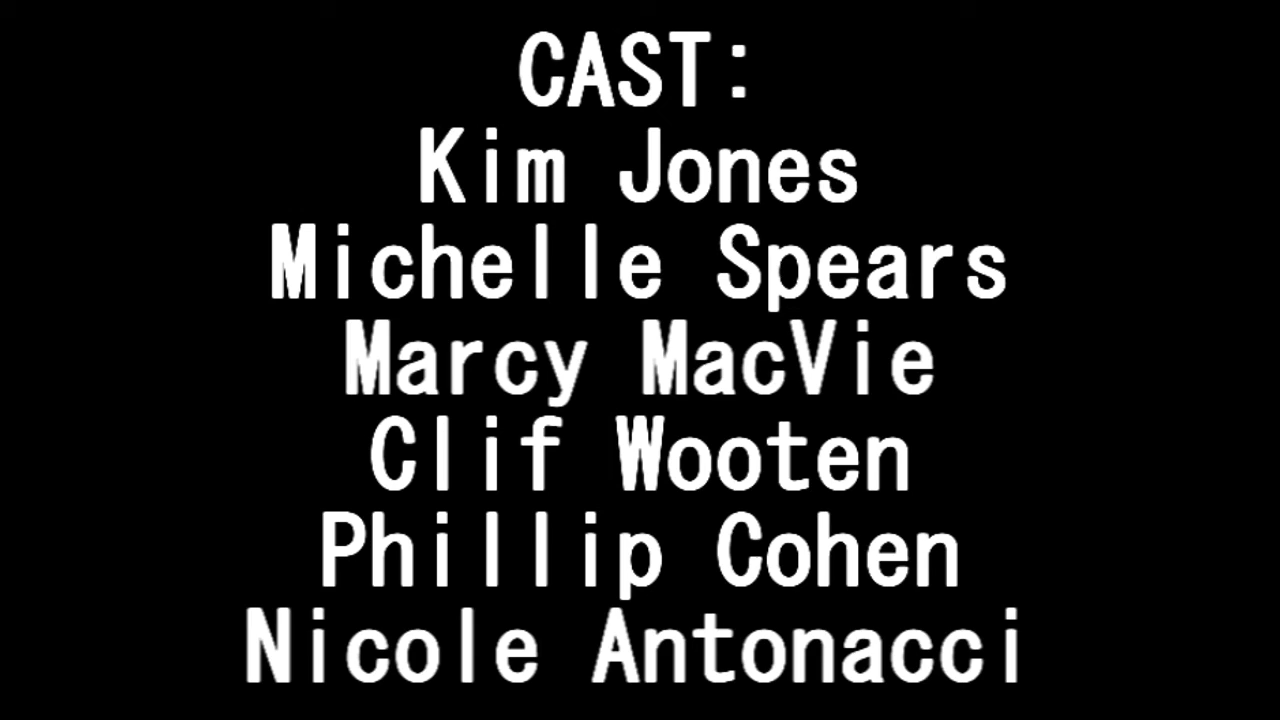 CAST:
Kim Jones
Michelle Spears
Marcy MacVie
Clif Wooten
Phillip Cohen
Nicole Antonacci